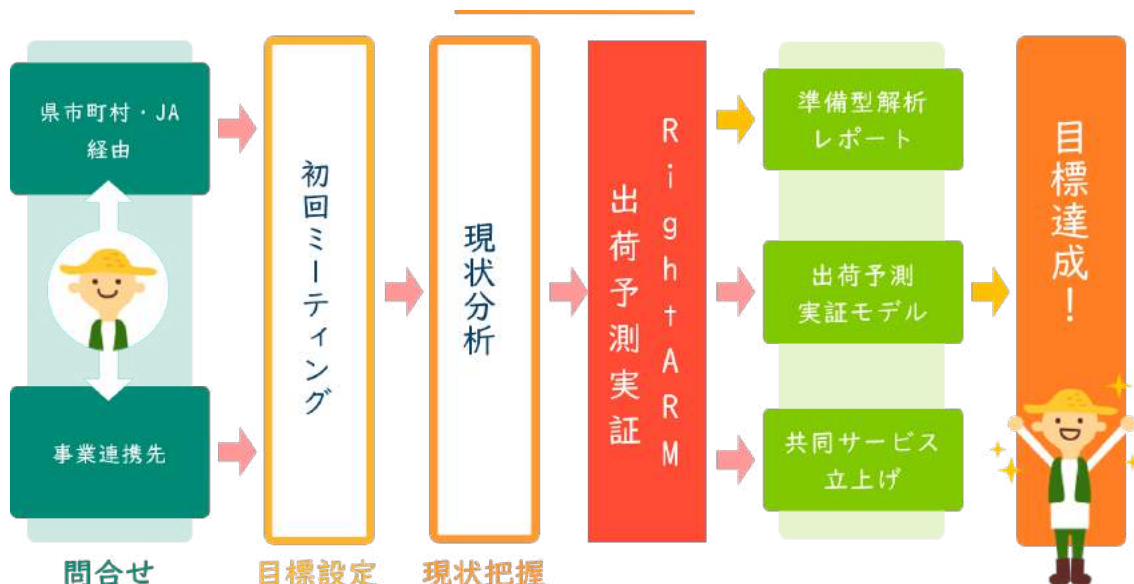 県市町村・JA
経由
事業連携先
問合せ
初回ミーティング
目標設定
現状分析
現状把握
RightARM
出荷予測実証
準備型解析
レポート
出荷予測
実証モデル
共同サービス
立上げ
目標達成！